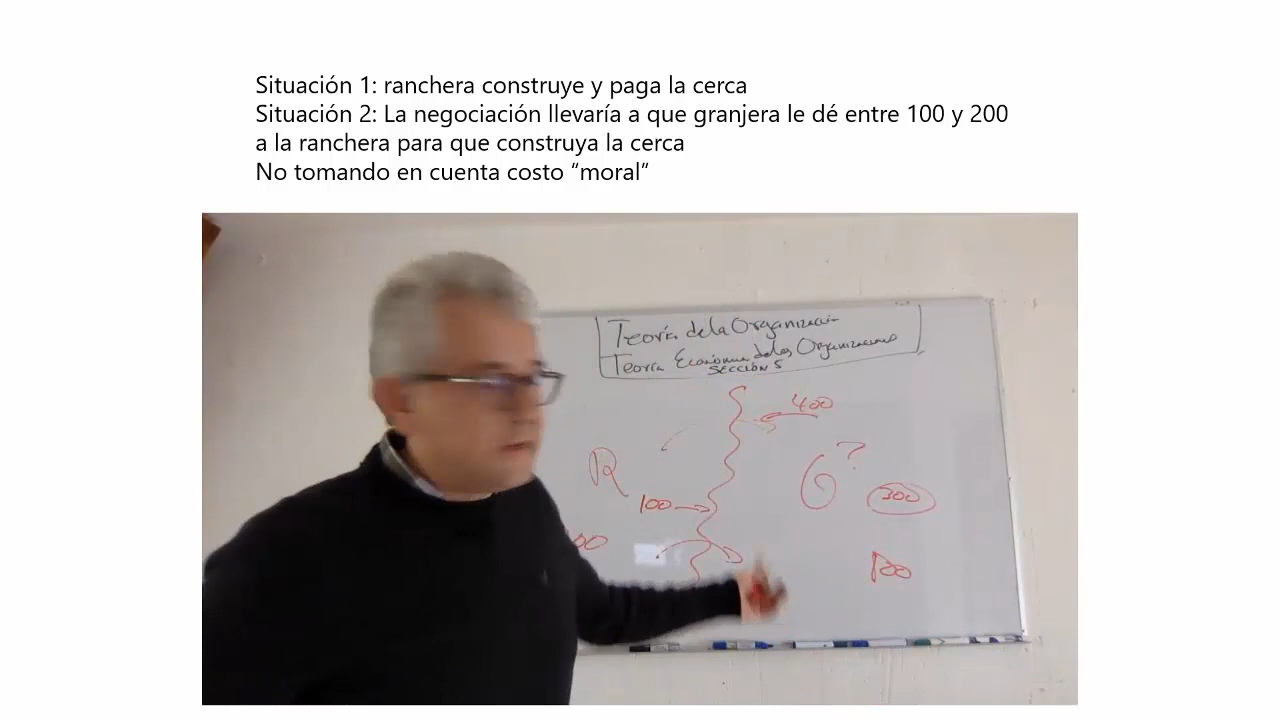 Situación 1: ranchera construye y paga la cerca
Situación 2: La negociación llevaría a que granjera le dé entre 100 y 200
a la ranchera para que construya la cerca
No tomando en cuenta costo “moral”
Teoría de la Organización
Teoría Económica de las Organizaciones
SECCIÓN 5
400
R
G?
100
300
100